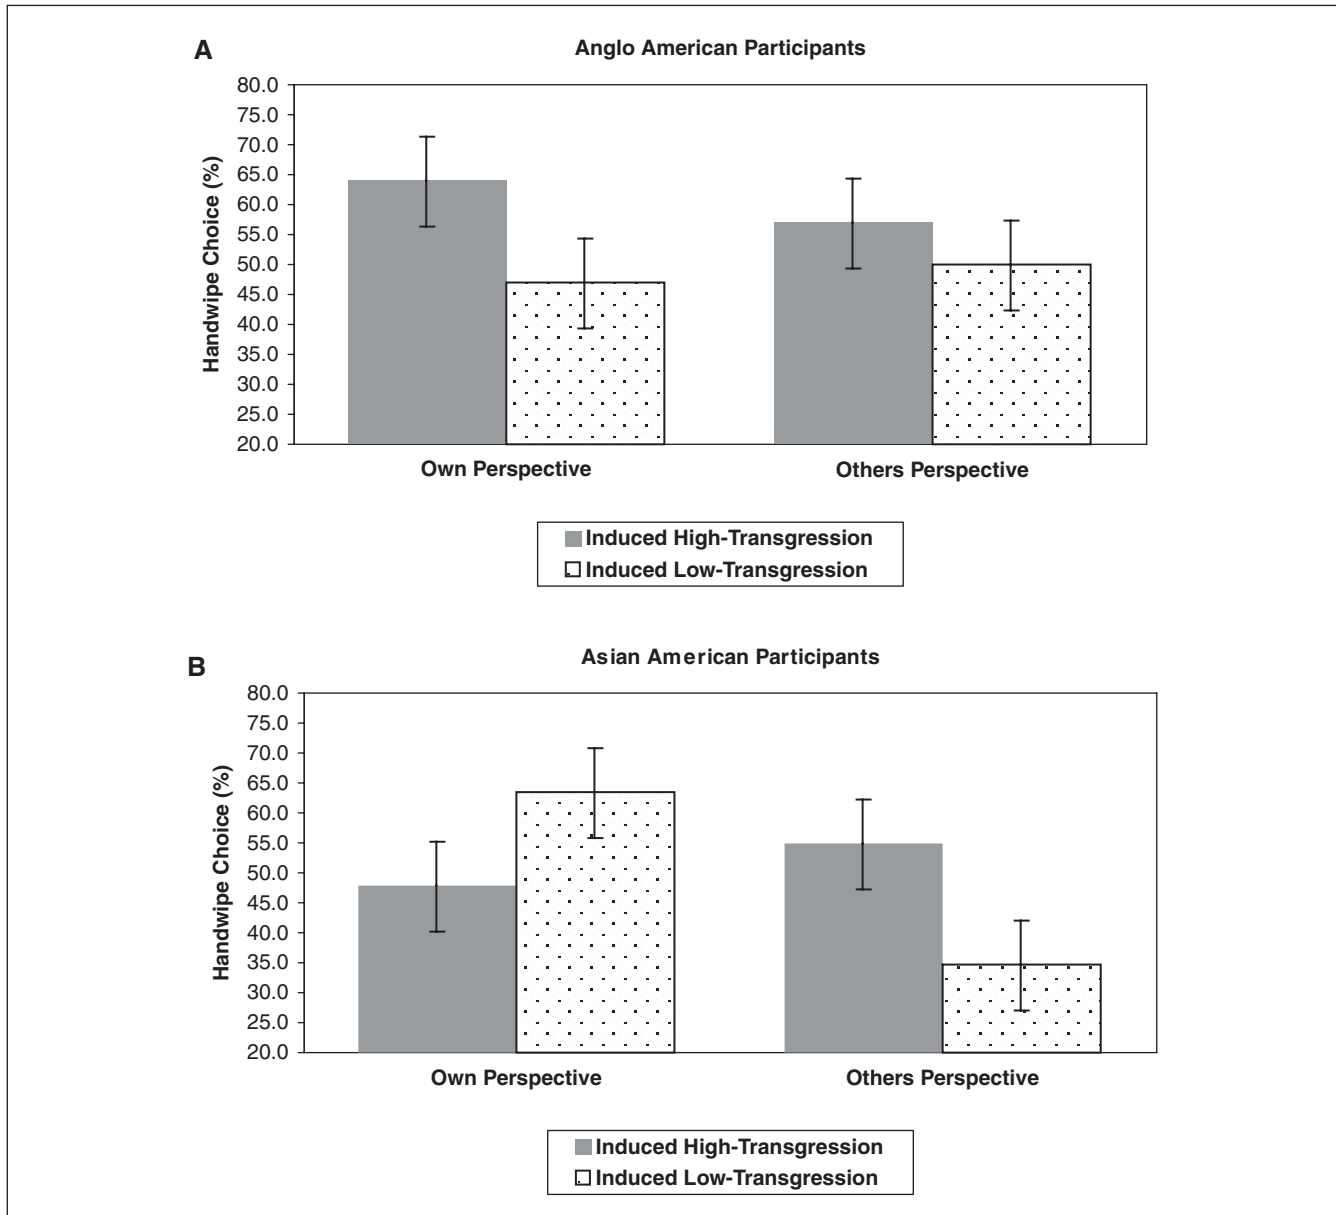 A
Anglo American Participants
Handwipe Choice (%)
80.0
75.0
70.0
65.0
60.0
55.0
50.0
45.0
40.0
35.0
30.0
25.0
20.0
Own Perspective
Others Perspective
Induced High-Transgression
Induced Low-Transgression
B
Asian American Participants
Handwipe Choice (%)
80.0
75.0
70.0
65.0
60.0
55.0
50.0
45.0
40.0
35.0
30.0
25.0
20.0
Own Perspective
Others Perspective
Induced High-Transgression
Induced Low-Transgression